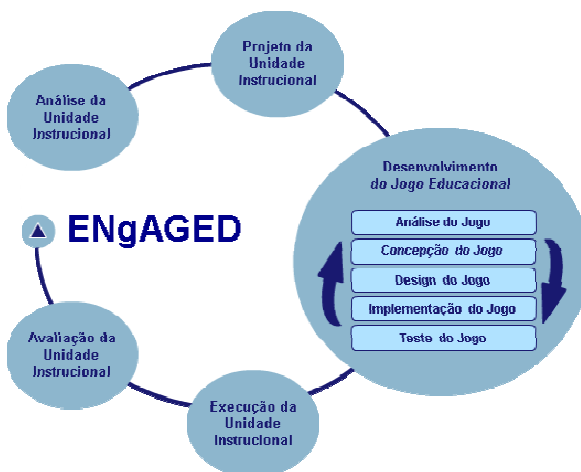 Projeto da
Unidade
Instrucional
Análise da
Unidade
Instrucional
Desenvolvimento
do Jogo Educacional
Análise do Jogo
Concepção do Jogo
Design do Jogo
Implementação do Jogo
Teste do Jogo
ENgAGED
Avaliação da
Unidade
Instrucional
Execução da
Unidade
Instrucional